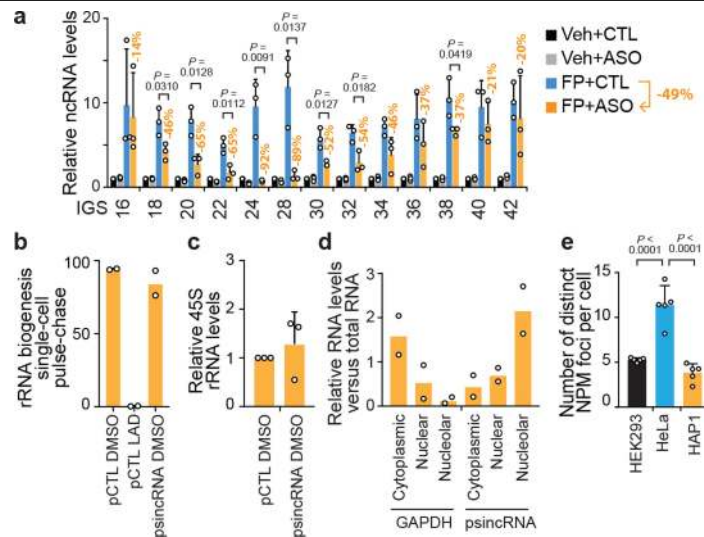 a
Relative ncRNA levels
20
10
0
P =
0.0310
P =
0.0128
P =
0.0112
P =
0.0091
P =
0.0137
P =
0.0127
P =
0.0182
P =
0.0419
-14%
-46%
-65%
-65%
-92%
-89%
-52%
-54%
-46%
-37%
-37%
-21%
-20%
IGS 16 18 20 22 24 28 30 32 34 36 38 40 42
Veh+CTL
Veh+ASO
FP+CTL
FP+ASO
-49%
b
rRNA biogenesis
single-cell
pulse-chase
100
50
0
pCTL DMSO
pCTL LAD
psincRNA DMSO
c
Relative 45S
rRNA levels
3
2
1
0
pCTL DMSO
psincRNA DMSO
d
Relative RNA levels
versus total RNA
3
2
1
0
Cytoplasmic
Nuclear
Nucleolar
Cytoplasmic
Nuclear
Nucleolar
GAPDH psincRNA
e
Number of distinct
NPM foci per cell
15
10
5
0
P <
0.0001
P <
0.0001
HEK293
HeLa
HAP1